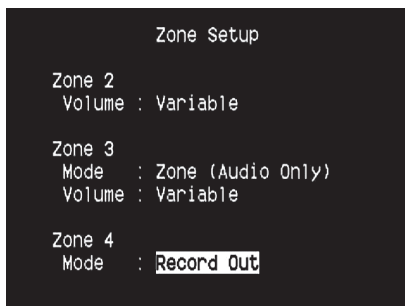 Zone Setup
Zone 2
Volume : Variable
Zone 3
Mode : Zone (Audio Only)
Volume : Variable
Zone 4
Mode : Record Out